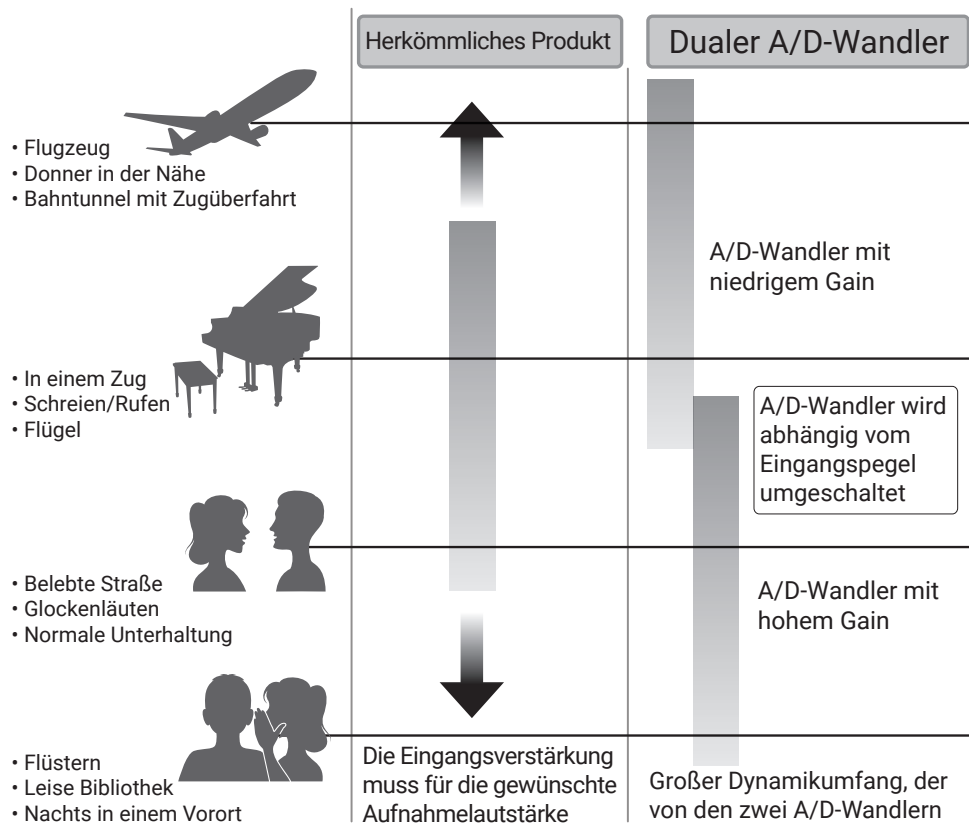 Herkömmliches Produkt
Dualer A/D-Wandler
• Flugzeug
• Donner in der Nähe
• Bahntunnel mit Zugüberfahrt
A/D-Wandler mit
niedrigem Gain
• In einem Zug
• Schreien/Rufen
• Flügel
A/D-Wandler wird
abhängig vom
Eingangspegel
umgeschaltet
• Belebte Straße
• Glockenläuten
• Normale Unterhaltung
A/D-Wandler mit
hohem Gain
• Flüstern
• Leise Bibliothek
• Nachts in einem Vorort
Die Eingangsverstärkung
muss für die gewünschte
Aufnahmelautstärke
Großer Dynamikumfang, der
von den zwei A/D-Wandlern